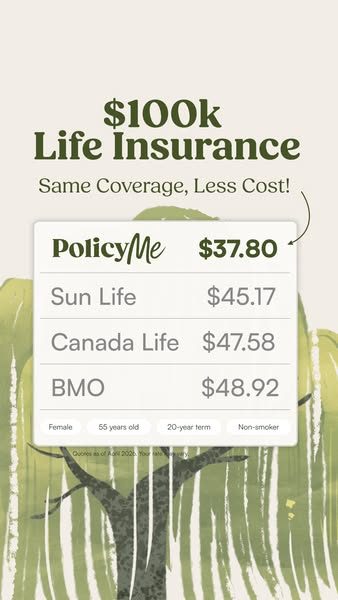 $100k
Life Insurance
Same Coverage, Less Cost!
PolicyMe $37.80
Sun Life $45.17
Canada Life $47.58
BMO $48.92
Female 55 years old 20-year term Non-smoker
Quotes as of April 2026. Your rate may vary.